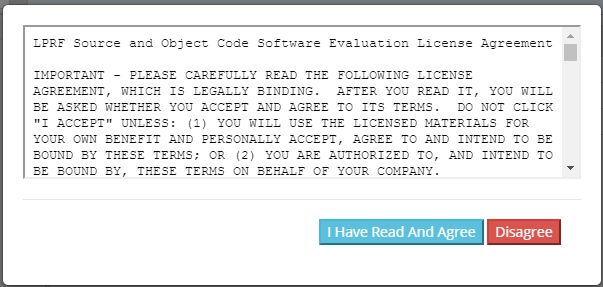 LPRF Source and Object Code Software Evaluation License Agreement
IMPORTANT - PLEASE CAREFULLY READ THE FOLLOWING LICENSE
AGREEMENT, WHICH IS LEGALLY BINDING.  AFTER YOU READ IT, YOU WILL
BE ASKED WHETHER YOU ACCEPT AND AGREE TO ITS TERMS.  DO NOT CLICK
"I ACCEPT" UNLESS: (1) YOU WILL USE THE LICENSED MATERIALS FOR
YOUR OWN BENEFIT AND PERSONALLY ACCEPT, AGREE TO AND INTEND TO BE
BOUND BY THESE TERMS; OR (2) YOU ARE AUTHORIZED TO, AND INTEND TO
BE BOUND BY, THESE TERMS ON BEHALF OF YOUR COMPANY.
I Have Read And Agree
Disagree